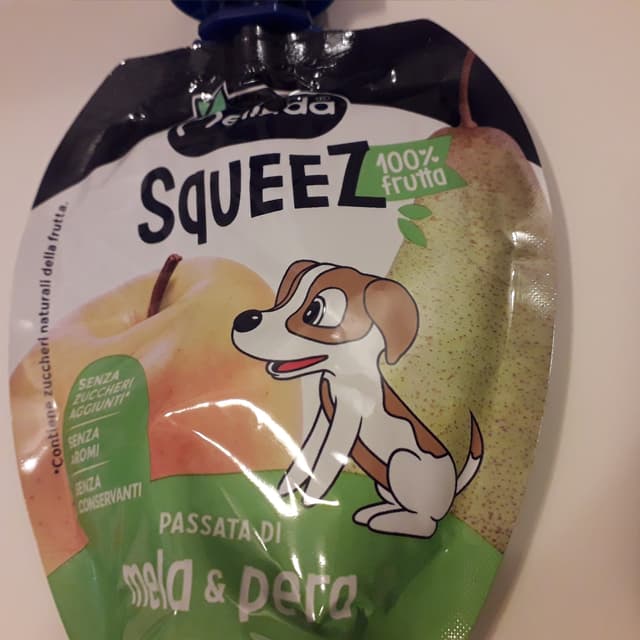 SQUEEZ
100%
frutta
*Contiene zuccheri naturali della frutta.
SENZA
ZUCCHERI
AGGIUNTI*
SENZA
AROMI
SENZA
CONSERVANTI
PASSATA DI
mela & pera